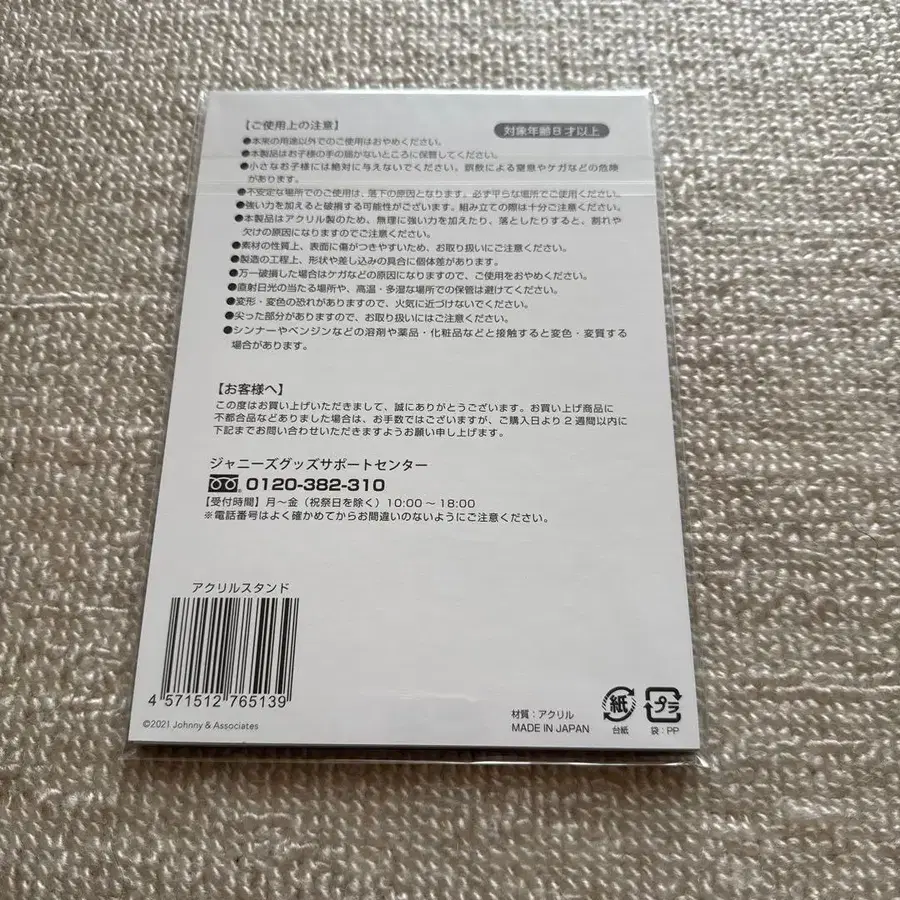 【ご使用上の注意】
対象年齢8才以上
●本来の用途以外でのご使用はおやめください。
●本製品はお子様の手の届かないところに保管してください。
●小さなお子様には絶対に与えないでください。誤飲による窒息やケガなどの危険
があります。
●不安定な場所でのご使用は、落下の原因となります。必ず平らな場所でご使用ください。
●強い力を加えると破損する可能性がございます。組み立ての際は十分ご注意ください。
●本製品はアクリル製のため、無理に強い力を加えたり、落としたりすると、割れや
欠けの原因になりますのでご注意ください。
●素材の性質上、表面に傷がつきやすいため、お取り扱いにご注意ください。
●製造の工程上、形状や差し込みの具合に個体差があります。
●万一破損した場合はケガなどの原因になりますので、ご使用をおやめください。
●直射日光の当たる場所や、高温・多湿な場所での保管は避けてください。
●変形・変色の恐れがありますので、火気に近づけないでください。
●尖った部分がありますので、お取り扱いにはご注意ください。
●シンナーやベンジンなどの溶剤や薬品・化粧品などと接触すると変色・変質する
場合があります。
【お客様へ】
この度はお買い上げいただきまして、誠にありがとうございます。お買い上げ商品に
不都合品などありました場合は、お手数ではございますが、ご購入日より2週間以内に
下記までお問い合わせいただきますようお願い申し上げます。
ジャニーズグッズサポートセンター
0120-382-310
【受付時間】月～金（祝祭日を除く）10:00～18:00
※電話番号はよく確かめてからお間違いのないようにご注意ください。
アクリルスタンド
4 571512 765139
©2021 Johnny & Associates
材質：アクリル
MADE IN JAPAN
紙
台紙
プラ
袋：PP